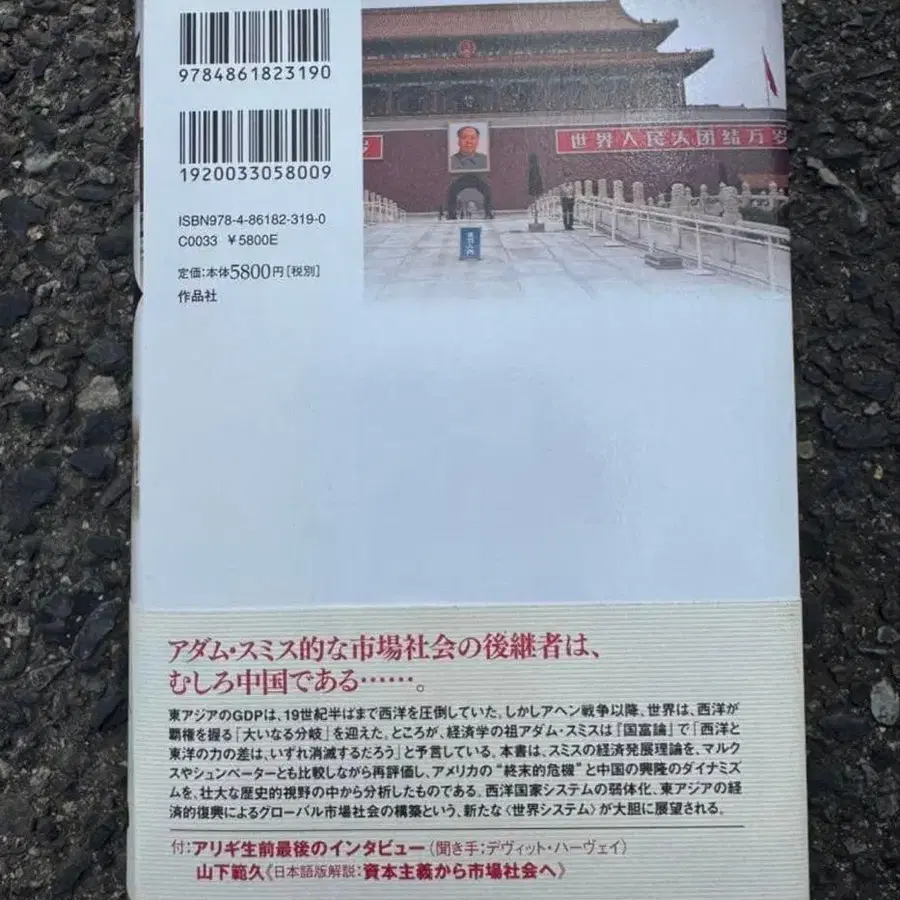 9784861823190
1920033058009
ISBN978-4-86182-319-0
C0033 ¥5800E
定価:本体5800円[税別]
作品社
岁
世界人民大团结万岁
アダム・スミス的な市場社会の後継者は、
むしろ中国である……。
東アジアのGDPは、19世紀半ばまで西洋を圧倒していた。しかしアヘン戦争以降、世界は、西洋が
覇権を握る「大いなる分岐」を迎えた。ところが、経済学の祖アダム・スミスは『国富論』で「西洋と
東洋の力の差は、いずれ消滅するだろう」と予言している。本書は、スミスの経済発展理論を、マルク
スやシュンペーターとも比較しながら再評価し、アメリカの“終末的危機”と中国の興隆のダイナミズ
ムを、壮大な歴史的視野の中から分析したものである。西洋国家システムの弱体化、東アジアの経
済的復興によるグローバル市場社会の構築という、新たな〈世界システム〉が大胆に展望される。
付:アリギ生前最後のインタビュー(聞き手:デヴィット・ハーヴェイ)
山下範久《日本語版解説:資本主義から市場社会へ》